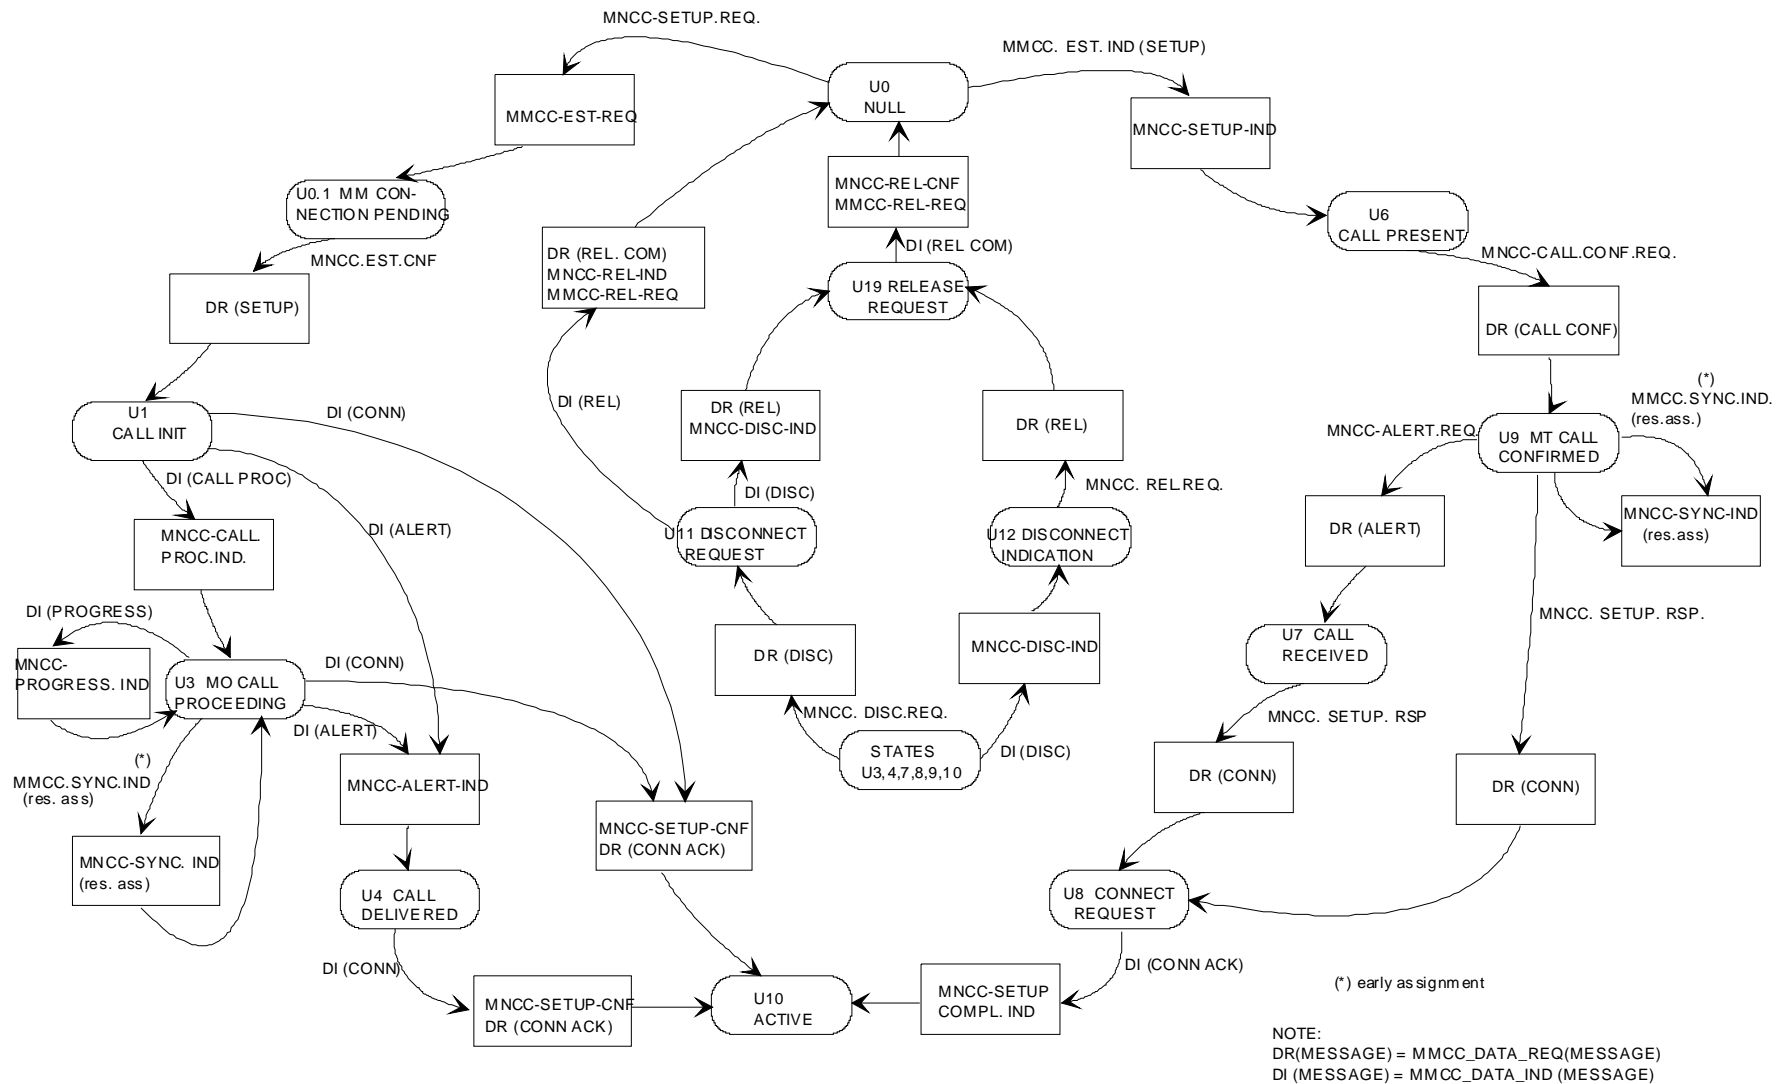 MNCC-SETUP.REQ.
MMCC. EST. IND (SETUP)
U0
NULL
MMCC-EST-REQ
MNCC-SETUP-IND
U0.1 MM CON-
NECTION PENDING
MNCC-REL-CNF
MMCC-REL-REQ
U6
CALL PRESENT
MNCC.EST.CNF
DR (REL. COM)
MNCC-REL-IND
MMCC-REL-REQ
DI (REL COM)
MNCC-CALL.CONF.REQ.
DR (SETUP)
U19 RELEASE
REQUEST
DR (CALL CONF)
U1
CALL INIT
DI (CONN)
DI (REL)
DR (REL)
MNCC-DISC-IND
DR (REL)
(*)
MMCC.SYNC.IND.
(res.ass.)
MNCC-ALERT.REQ.
U9 MT CALL
CONFIRMED
DI (CALL PROC)
DI (DISC)
MNCC. REL.REQ.
MNCC-CALL.
PROC.IND.
DI (ALERT)
U11 DISCONNECT
REQUEST
U12 DISCONNECT
INDICATION
DR (ALERT)
MNCC-SYNC-IND
(res.ass)
DI (PROGRESS)
MNCC-
PROGRESS. IND
U3 MO CALL
PROCEEDING
DI (CONN)
DR (DISC)
MNCC-DISC-IND
U7 CALL
RECEIVED
MNCC. SETUP. RSP.
DI (ALERT)
MNCC. DISC.REQ.
MNCC. SETUP. RSP
(*)
MMCC.SYNC.IND
(res. ass)
MNCC-ALERT-IND
STATES
U3,4,7,8,9,10
DI (DISC)
DR (CONN)
DR (CONN)
MNCC-SETUP-CNF
DR (CONN ACK)
MNCC-SYNC. IND
(res. ass)
U4 CALL
DELIVERED
U8 CONNECT
REQUEST
DI (CONN)
DI (CONN ACK)
MNCC-SETUP-CNF
DR (CONN ACK)
U10
ACTIVE
MNCC-SETUP
COMPL. IND
(*) early assignment
NOTE:
DR(MESSAGE) = MMCC_DATA_REQ(MESSAGE)
DI (MESSAGE) = MMCC_DATA_IND (MESSAGE)